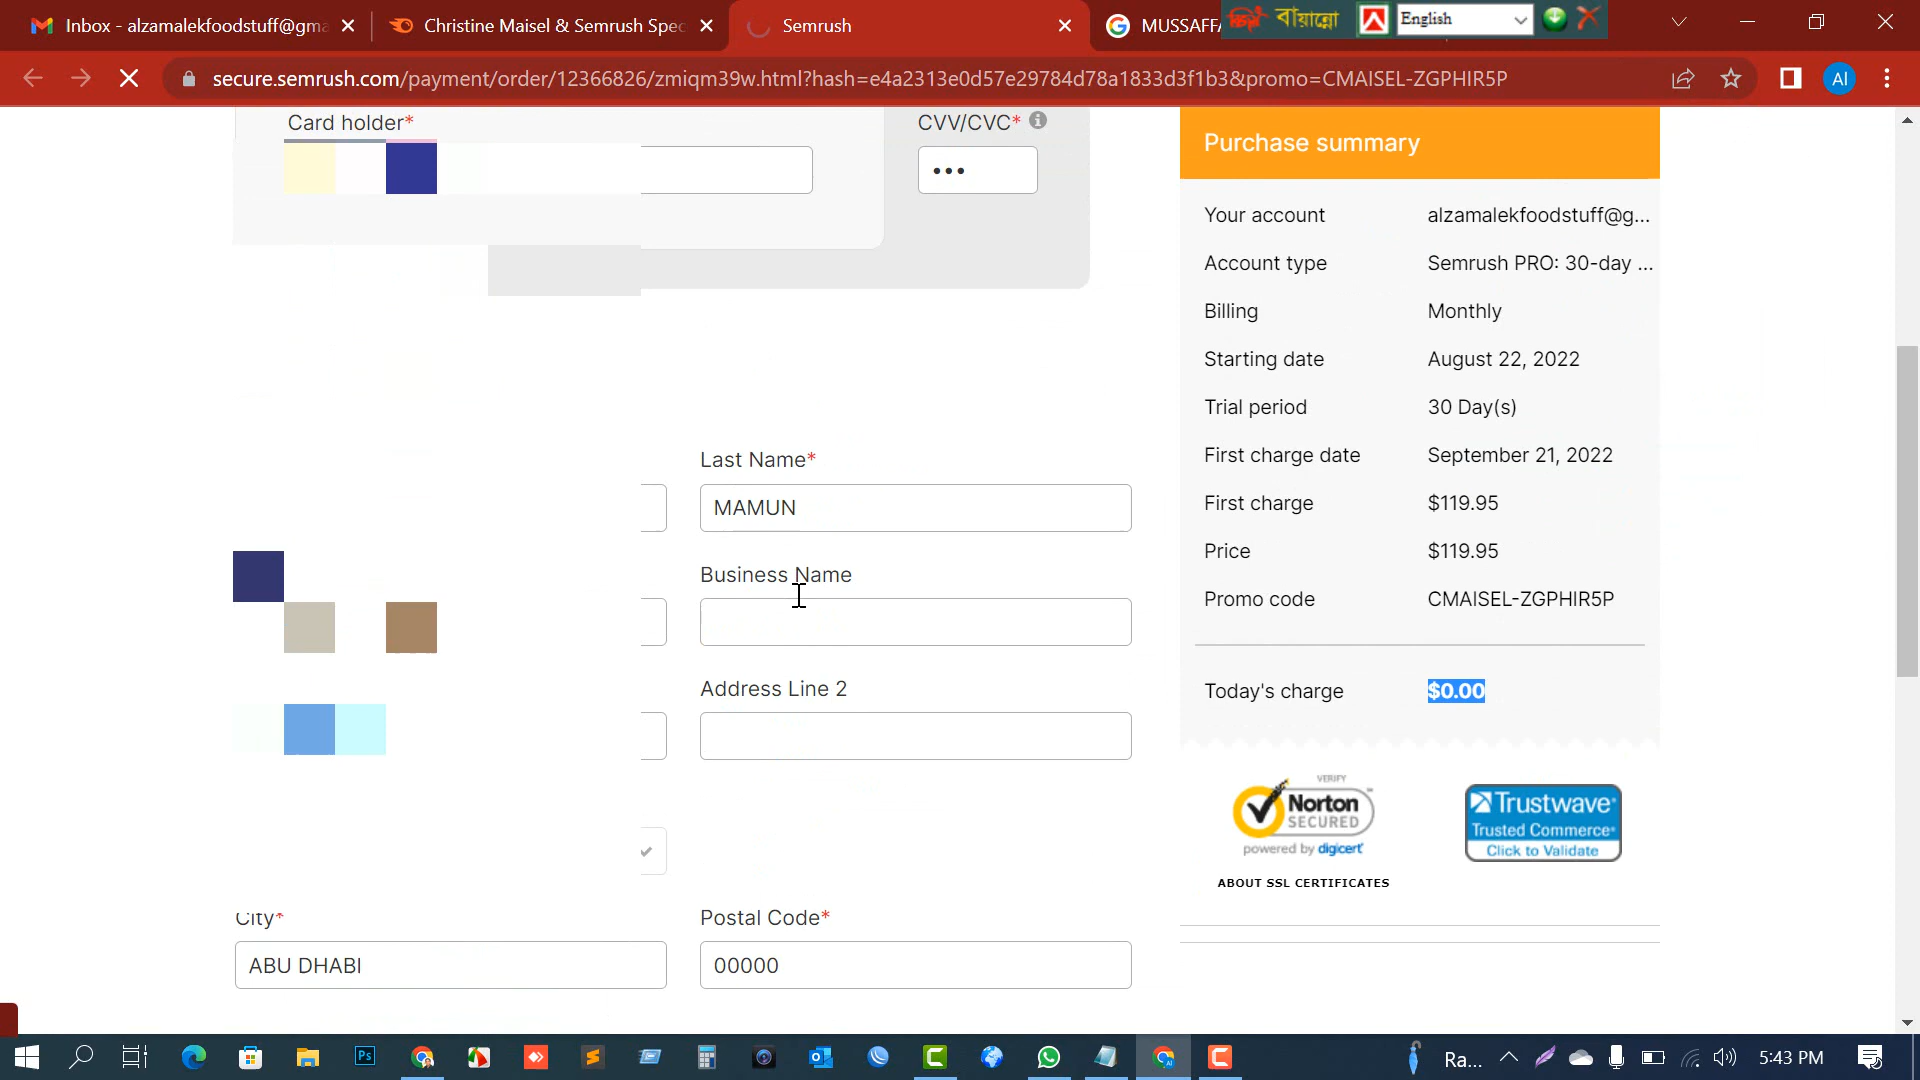 Inbox - alzamalekfoodstuff@gma
Christine Maisel & Semrush Spec
Semrush
MUSSAFFA
বায়ান্নো
English
secure.semrush.com/payment/order/12366826/zmiqm39w.html?hash=e4a2313e0d57e29784d78a1833d3f1b3&promo=CMAISEL-ZGPHIR5P
Al
Card holder*
CVV/CVC*
Last Name*
MAMUN
Business Name
Address Line 2
City*
Postal Code*
ABU DHABI
00000
Purchase summary
Your account alzamalekfoodstuff@g...
Account type Semrush PRO: 30-day ...
Billing Monthly
Starting date August 22, 2022
Trial period 30 Day(s)
First charge date September 21, 2022
First charge $119.95
Price $119.95
Promo code CMAISEL-ZGPHIR5P
Today's charge $0.00
VERIFY
Norton
SECURED
powered by digicert
ABOUT SSL CERTIFICATES
Trustwave
Trusted Commerce
Click to Validate
Ps
Ra...
5:43 PM